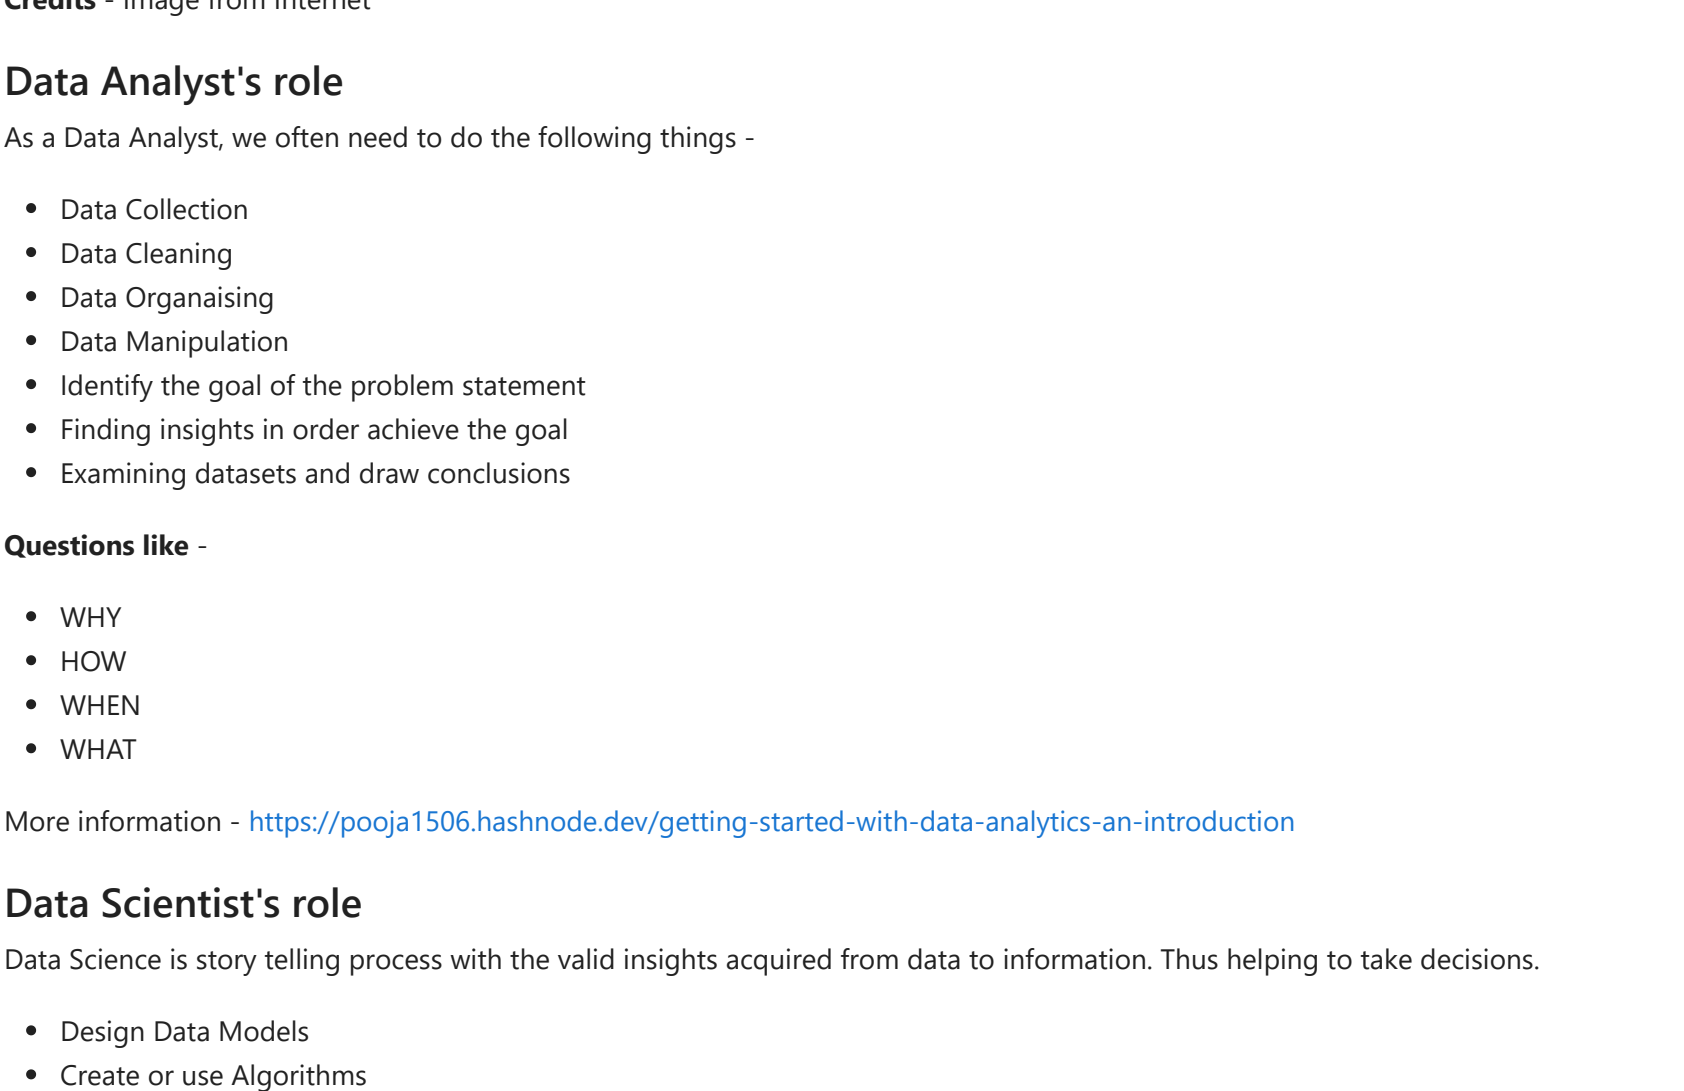 Credits - Image from internet
Data Analyst's role
As a Data Analyst, we often need to do the following things -
Data Collection
Data Cleaning
Data Organaising
Data Manipulation
Identify the goal of the problem statement
Finding insights in order achieve the goal
Examining datasets and draw conclusions
Questions like -
WHY
HOW
WHEN
WHAT
More information - https://pooja1506.hashnode.dev/getting-started-with-data-analytics-an-introduction
Data Scientist's role
Data Science is story telling process with the valid insights acquired from data to information. Thus helping to take decisions.
Design Data Models
Create or use Algorithms